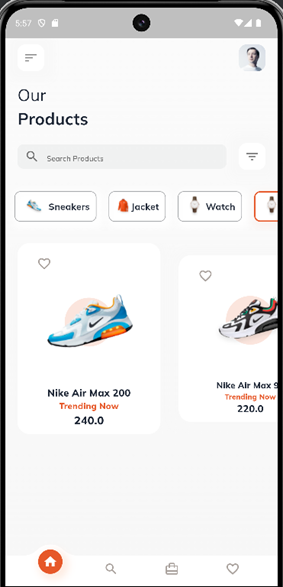 5:57
Our
Products
Search Products
Sneakers
Jacket
Watch
Nike Air Max 200
Trending Now
240.0
Nike Air Max 9
Trending Now
220.0